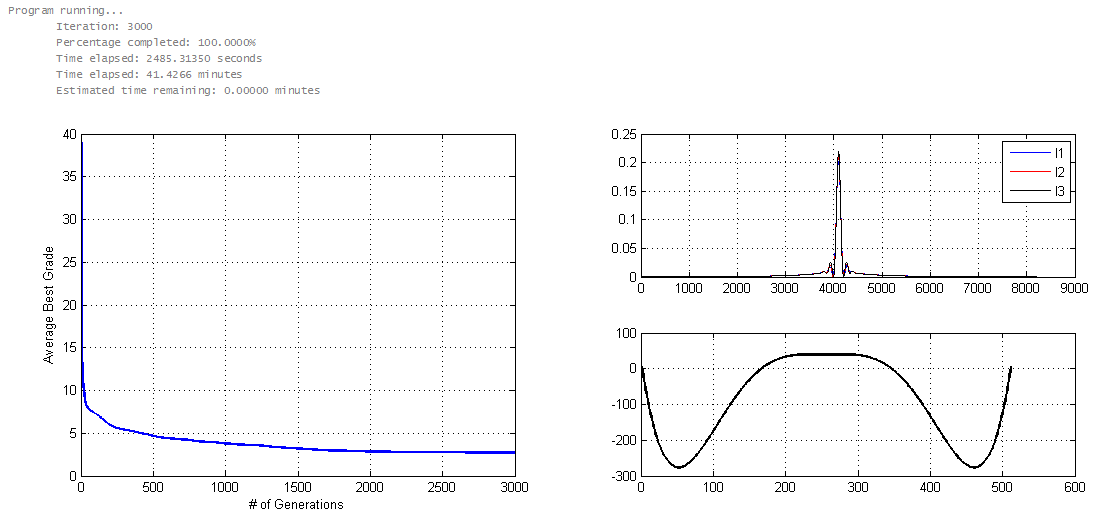 Program running...
Iteration: 3000
Percentage completed: 100.0000%
Time elapsed: 2485.31350 seconds
Time elapsed: 41.4266 minutes
Estimated time remaining: 0.00000 minutes
40
35
30
25
20
15
10
5
0
Average Best Grade
0 500 1000 1500 2000 2500 3000
# of Generations
0.25
0.2
0.15
0.1
0.05
0
I1
I2
I3
0 1000 2000 3000 4000 5000 6000 7000 8000 9000
100
0
-100
-200
-300
0 100 200 300 400 500 600